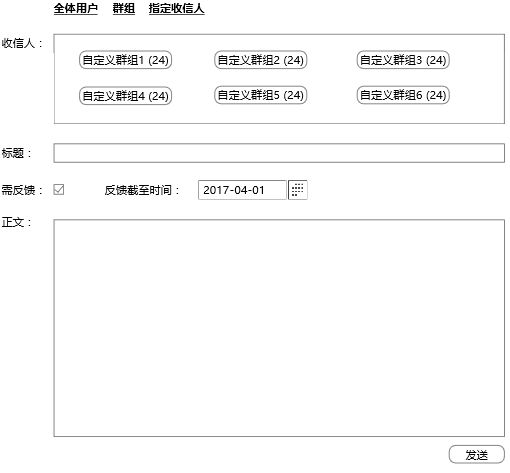 全体用户 群组 指定收信人
收信人：
自定义群组1 (24) 自定义群组2 (24) 自定义群组3 (24)
自定义群组4 (24) 自定义群组5 (24) 自定义群组6 (24)
标题：
需反馈： 反馈截至时间： 2017-04-01
正文：
发送